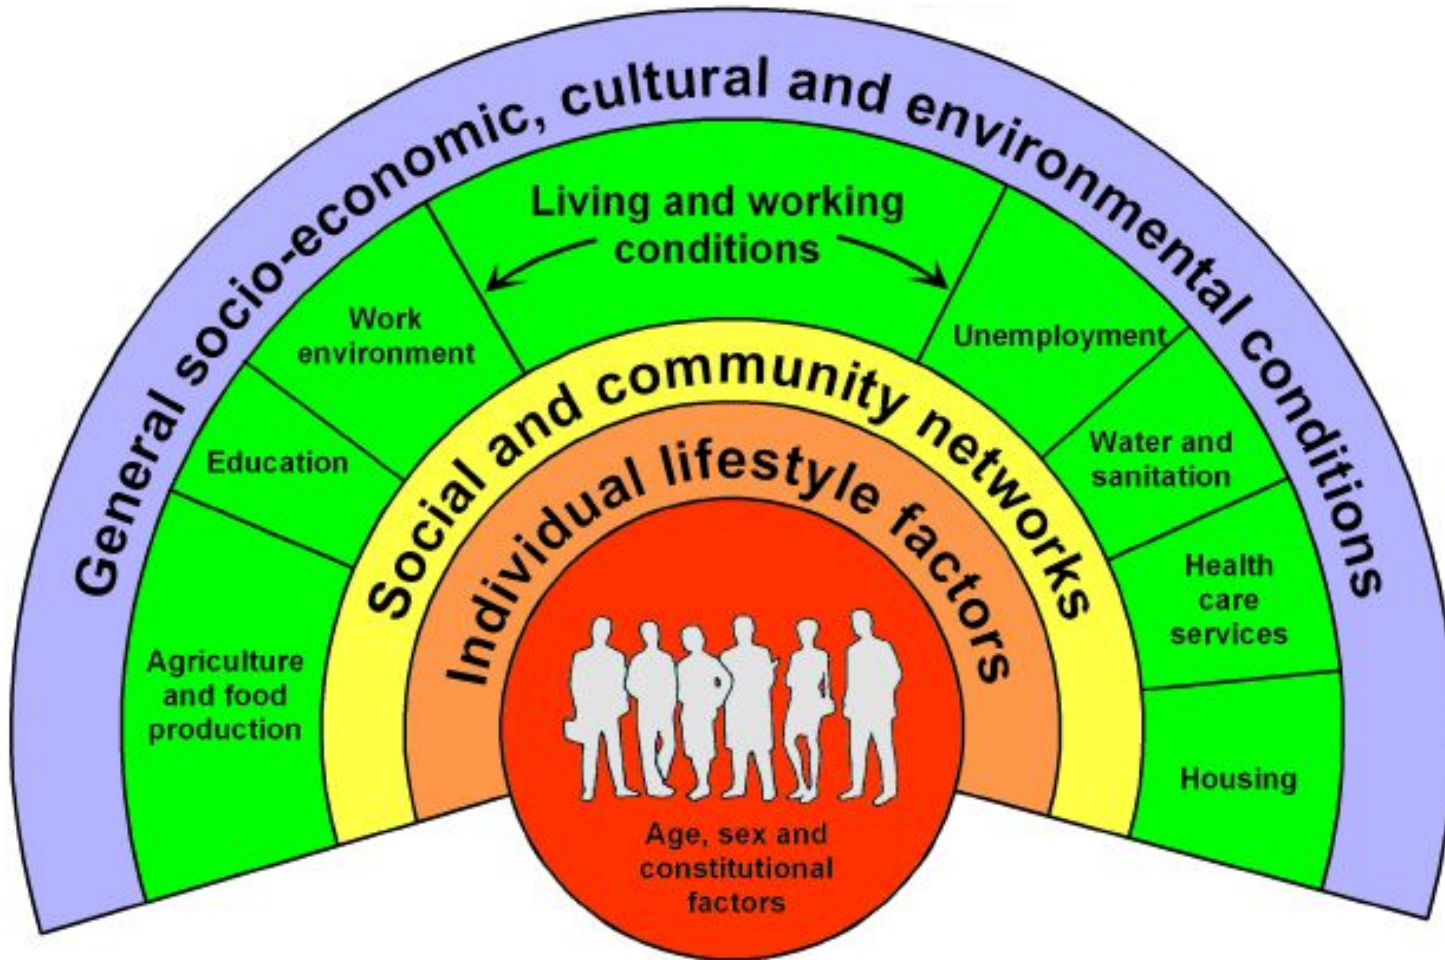 General socio-economic, cultural and environmental conditions
Living and working
conditions
Work
environment
Education
Agriculture
and food
production
Unemployment
Water and
sanitation
Health
care
services
Housing
Social and community networks
Individual lifestyle factors
Age, sex and
constitutional
factors